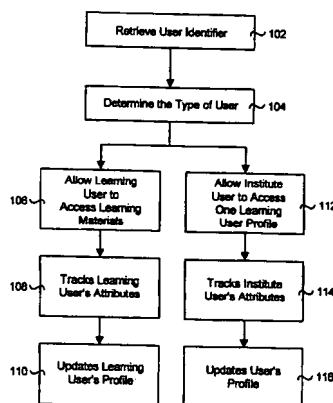 Retrieve User Identifier
102
Determine the Type of User
104
106
Allow Learning
User to
Access Learning
Materials
Allow Institute
User to Access
One Learning
User Profile
112
108
Tracks Learning
User's Attributes
Tracks Institute
User's Attributes
114
110
Updates Learning
User's Profile
Updates User's
Profile
116